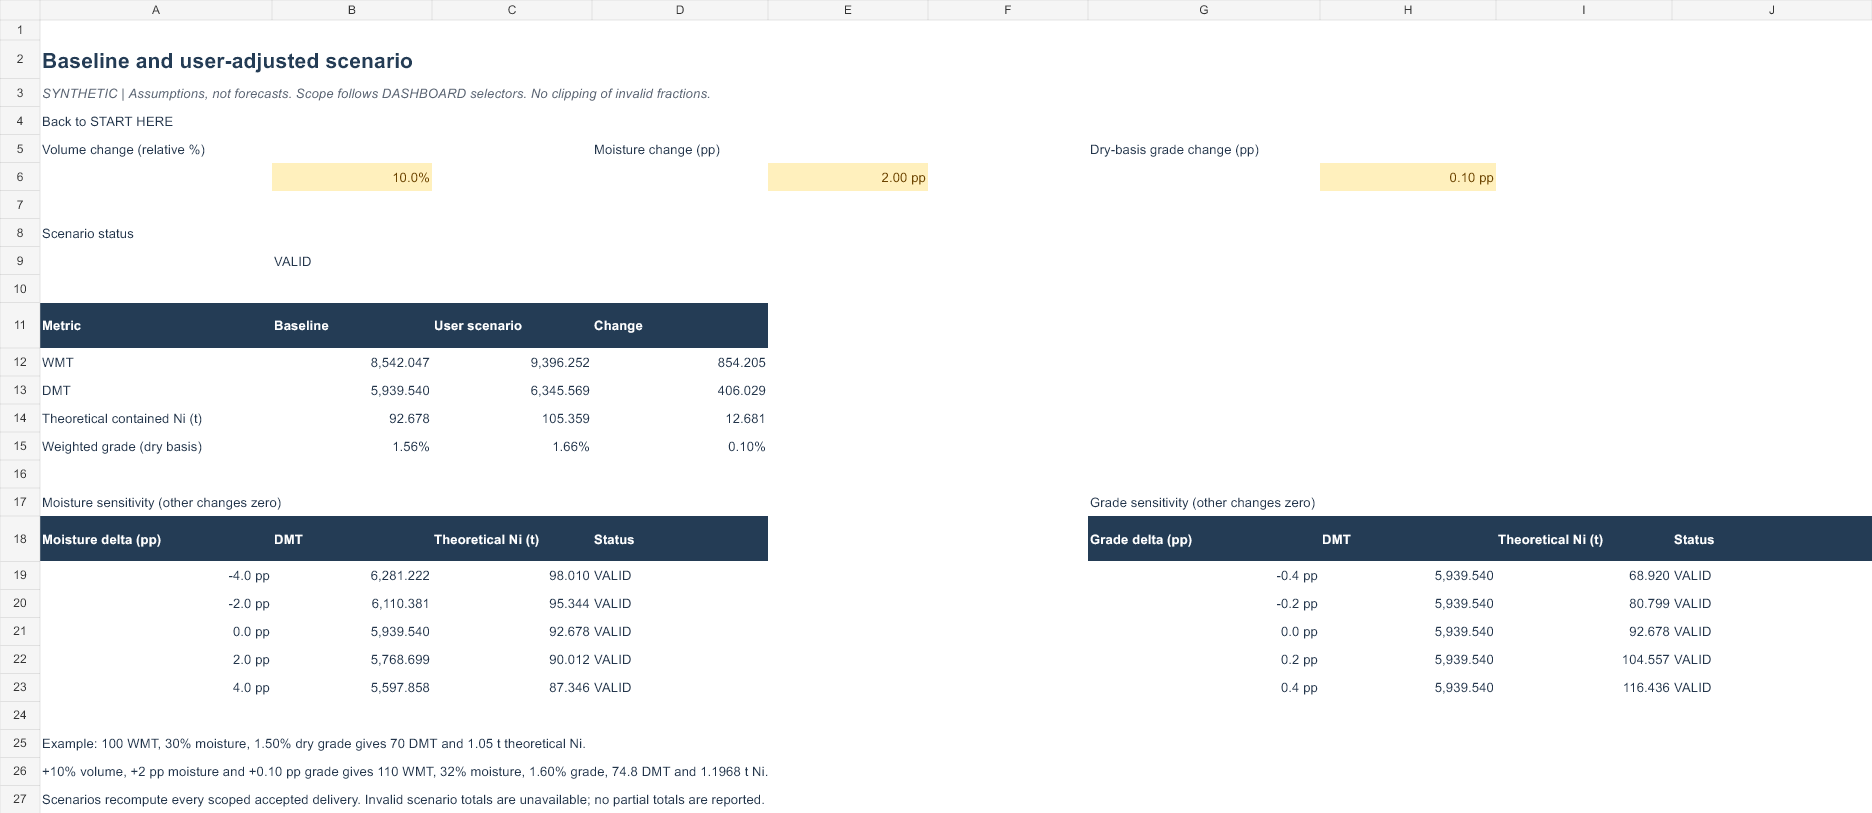 A B C D E F G H I J
1
2 Baseline and user-adjusted scenario
3 SYNTHETIC | Assumptions, not forecasts. Scope follows DASHBOARD selectors. No clipping of invalid fractions.
4 Back to START HERE
5 Volume change (relative %) Moisture change (pp) Dry-basis grade change (pp)
6 10.0% 2.00 pp 0.10 pp
7
8 Scenario status
9 VALID
10
11 Metric Baseline User scenario Change
12 WMT 8,542.047 9,396.252 854.205
13 DMT 5,939.540 6,345.569 406.029
14 Theoretical contained Ni (t) 92.678 105.359 12.681
15 Weighted grade (dry basis) 1.56% 1.66% 0.10%
16
17 Moisture sensitivity (other changes zero) Grade sensitivity (other changes zero)
18 Moisture delta (pp) DMT Theoretical Ni (t) Status Grade delta (pp) DMT Theoretical Ni (t) Status
19 -4.0 pp 6,281.222 98.010 VALID -0.4 pp 5,939.540 68.920 VALID
20 -2.0 pp 6,110.381 95.344 VALID -0.2 pp 5,939.540 80.799 VALID
21 0.0 pp 5,939.540 92.678 VALID 0.0 pp 5,939.540 92.678 VALID
22 2.0 pp 5,768.699 90.012 VALID 0.2 pp 5,939.540 104.557 VALID
23 4.0 pp 5,597.858 87.346 VALID 0.4 pp 5,939.540 116.436 VALID
24
25 Example: 100 WMT, 30% moisture, 1.50% dry grade gives 70 DMT and 1.05 t theoretical Ni.
26 +10% volume, +2 pp moisture and +0.10 pp grade gives 110 WMT, 32% moisture, 1.60% grade, 74.8 DMT and 1.1968 t Ni.
27 Scenarios recompute every scoped accepted delivery. Invalid scenario totals are unavailable; no partial totals are reported.